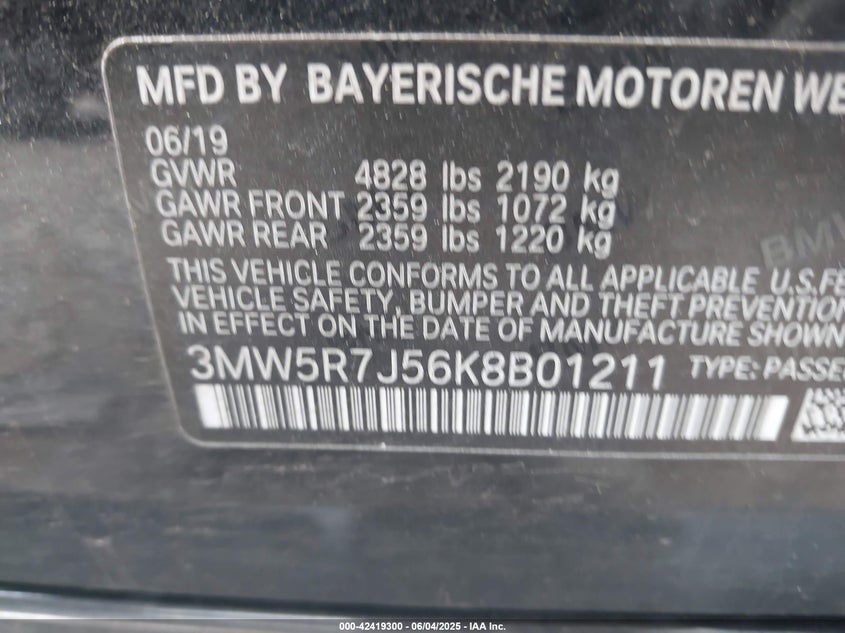 MFD BY BAYERISCHE MOTOREN WE
06/19
GVWR 4828 lbs 2190 kg
GAWR FRONT 2359 lbs 1072 kg
GAWR REAR 2359 lbs 1220 kg
THIS VEHICLE CONFORMS TO ALL APPLICABLE U.S.FE
VEHICLE SAFETY, BUMPER AND THEFT PREVENTION
IN EFFECT ON THE DATE OF MANUFACTURE SHOWN
3MW5R7J56K8B01211 TYPE: PASSE
000-42419300 - 06/04/2025 - IAA Inc.